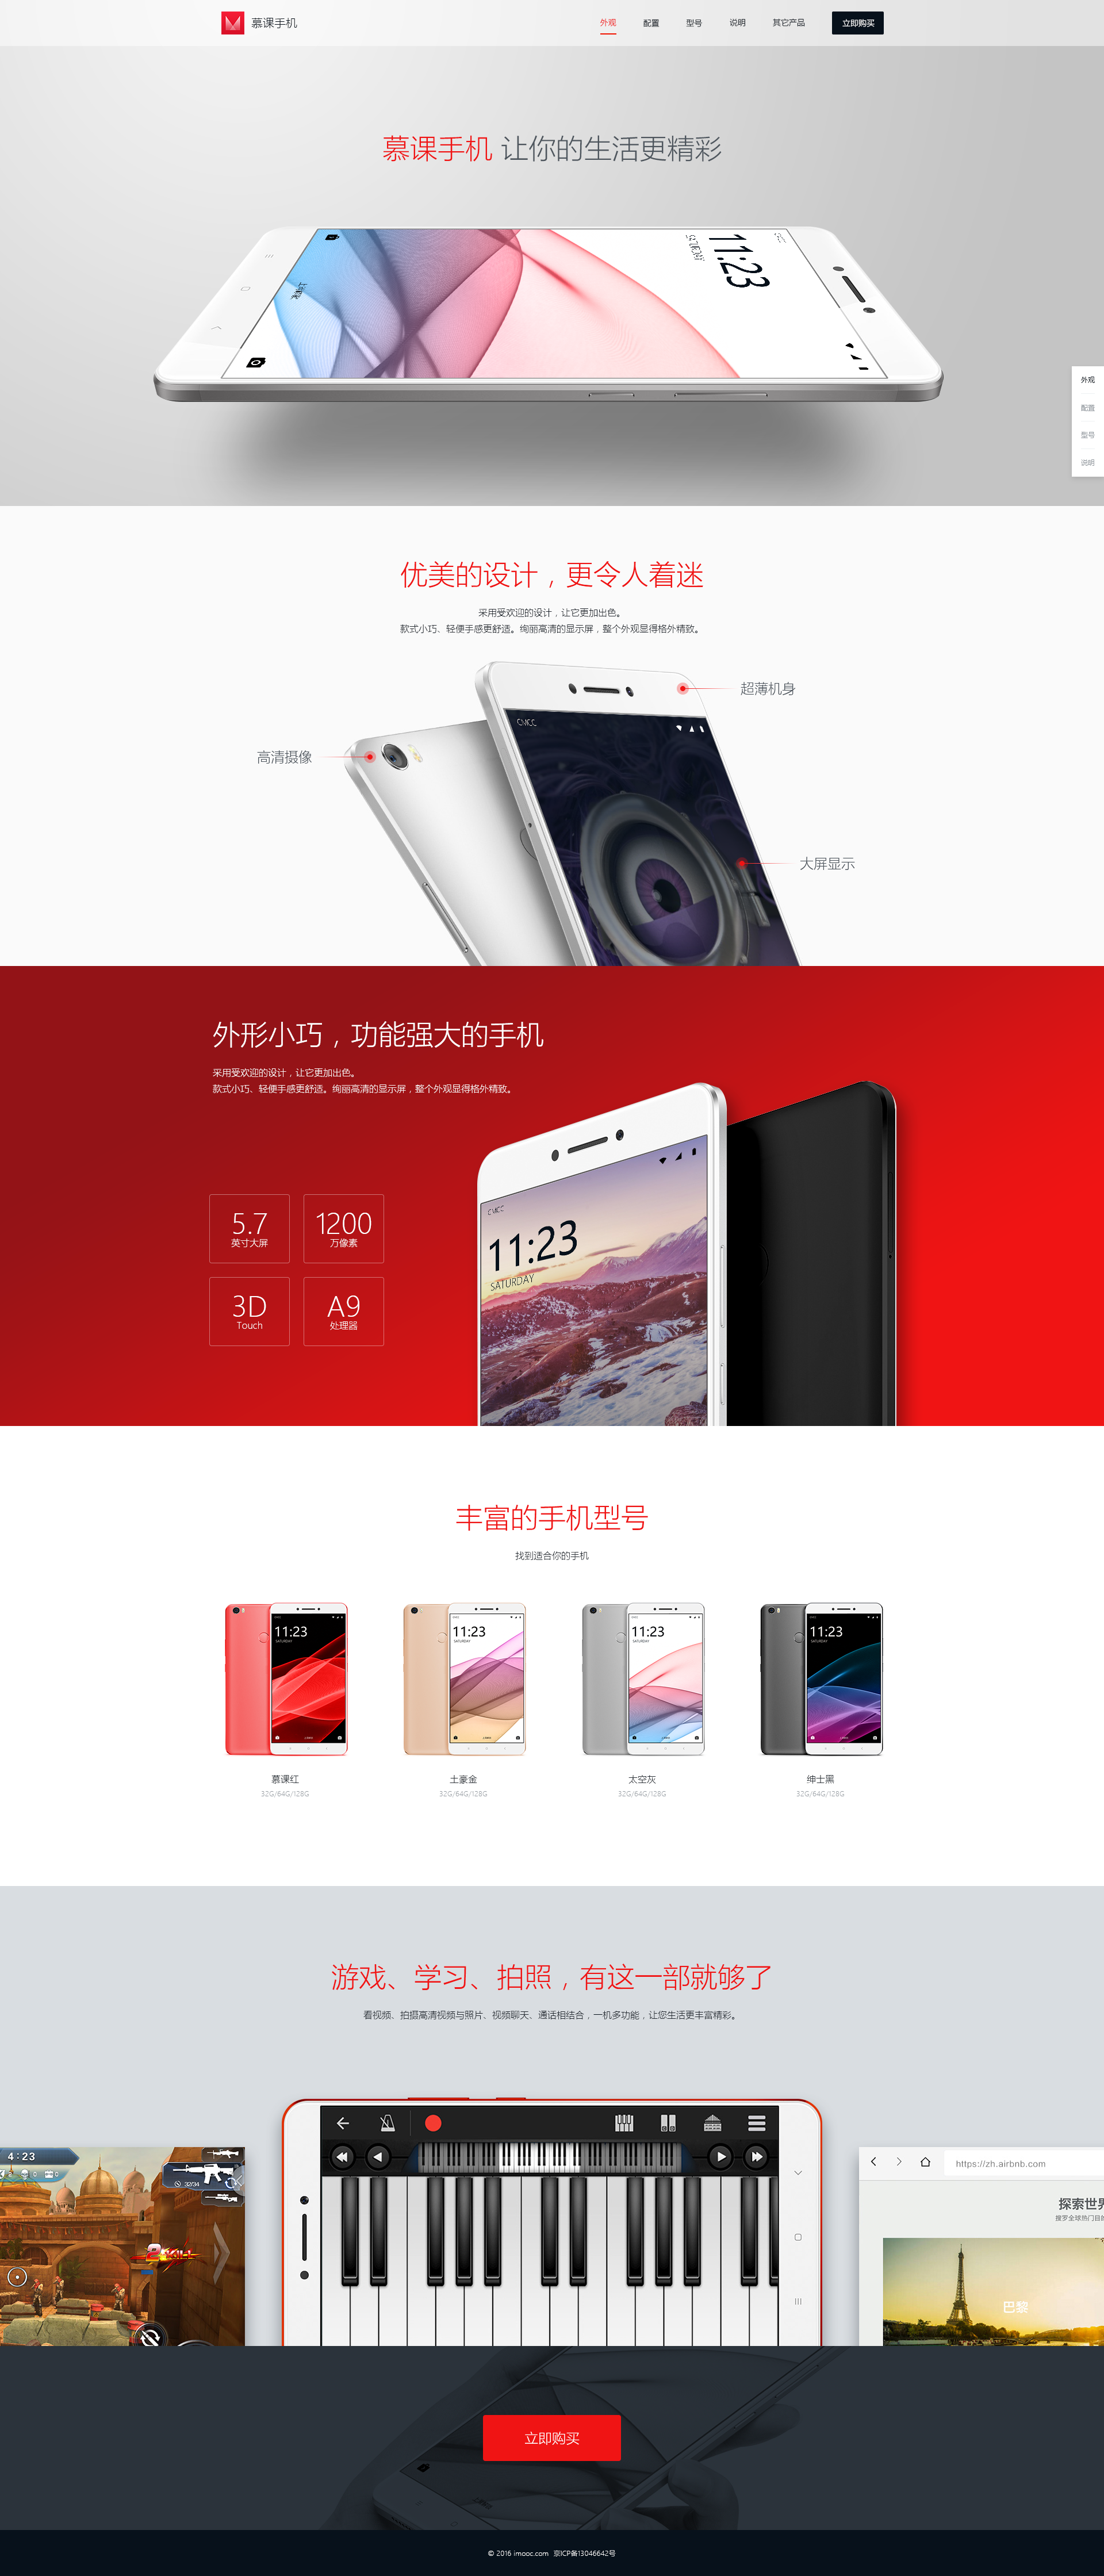 慕课手机
外观
配置
型号
说明
其它产品
立即购买
慕课手机 让你的生活更精彩
11:23
外观
配置
型号
说明
优美的设计，更令人着迷
采用受欢迎的设计，让它更加出色。
款式小巧、轻便手感更舒适。绚丽高清的显示屏，整个外观显得格外精致。
超薄机身
CMCC
高清摄像
大屏显示
外形小巧，功能强大的手机
采用受欢迎的设计，让它更加出色。
款式小巧、轻便手感更舒适。绚丽高清的显示屏，整个外观显得格外精致。
5.7
英寸大屏
1200
万像素
3D
Touch
A9
处理器
CMCC
11:23
SATURDAY
丰富的手机型号
找到适合你的手机
11:23
SATURDAY
11:23
SATURDAY
11:23
SATURDAY
11:23
SATURDAY
慕课红
32G/64G/128G
土豪金
32G/64G/128G
太空灰
32G/64G/128G
绅士黑
32G/64G/128G
游戏、学习、拍照，有这一部就够了
看视频、拍摄高清视频与照片、视频聊天、通话相结合，一机多功能，让您生活更丰富精彩。
4:23
32/34
https://zh.airbnb.com
探索世界
搜罗全球热门目的
巴黎
立即购买
© 2016 imooc.com 京ICP备13046642号